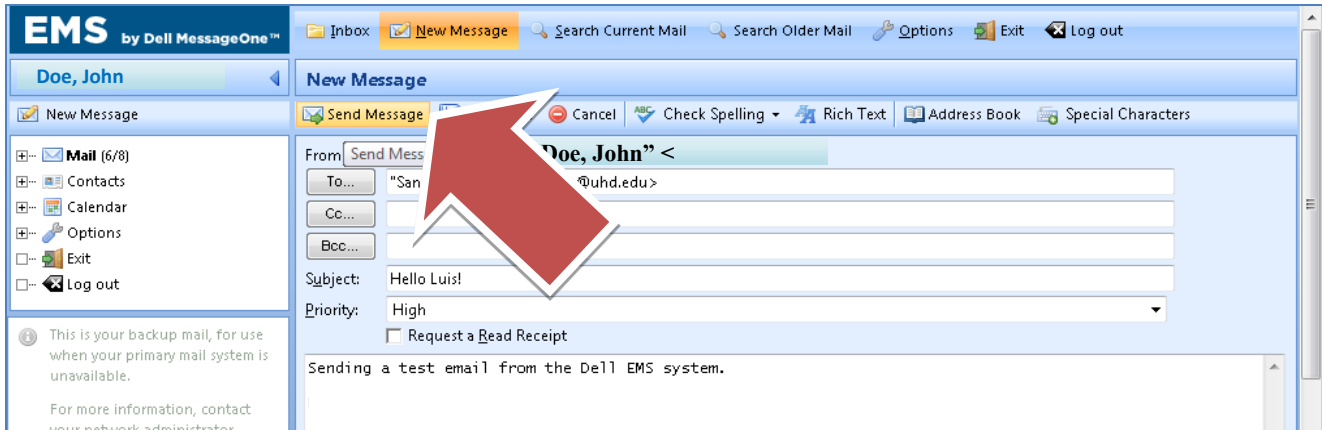 EMS by Dell MessageOne™
Inbox New Message Search Current Mail Search Older Mail Options Exit Log out
Doe, John
New Message
New Message
Send Message Cancel Check Spelling Rich Text Address Book Special Characters
Mail (6/8)
Contacts
Calendar
Options
Exit
Log out
This is your backup mail, for use
when your primary mail system is
unavailable.
For more information, contact
your network administrator
From Send Mess Doe, John” <
To... "San @uhd.edu>
Cc...
Bcc...
Subject: Hello Luis!
Priority: High
Request a Read Receipt
Sending a test email from the Dell EMS system.